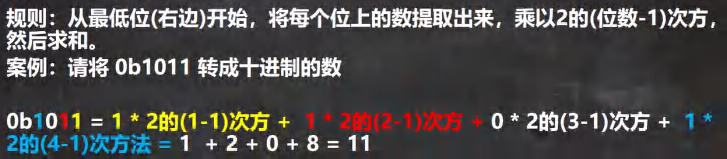 规则：从最低位(右边)开始，将每个位上的数提取出来，乘以2的(位数-1)次方，
然后求和。
案例：请将 0b1011 转成十进制的数
0b1011 = 1 * 2的(1-1)次方 + 1 * 2的(2-1)次方 + 0 * 2的(3-1)次方 + 1 *
2的(4-1)次方法 = 1 + 2 + 0 + 8 = 11